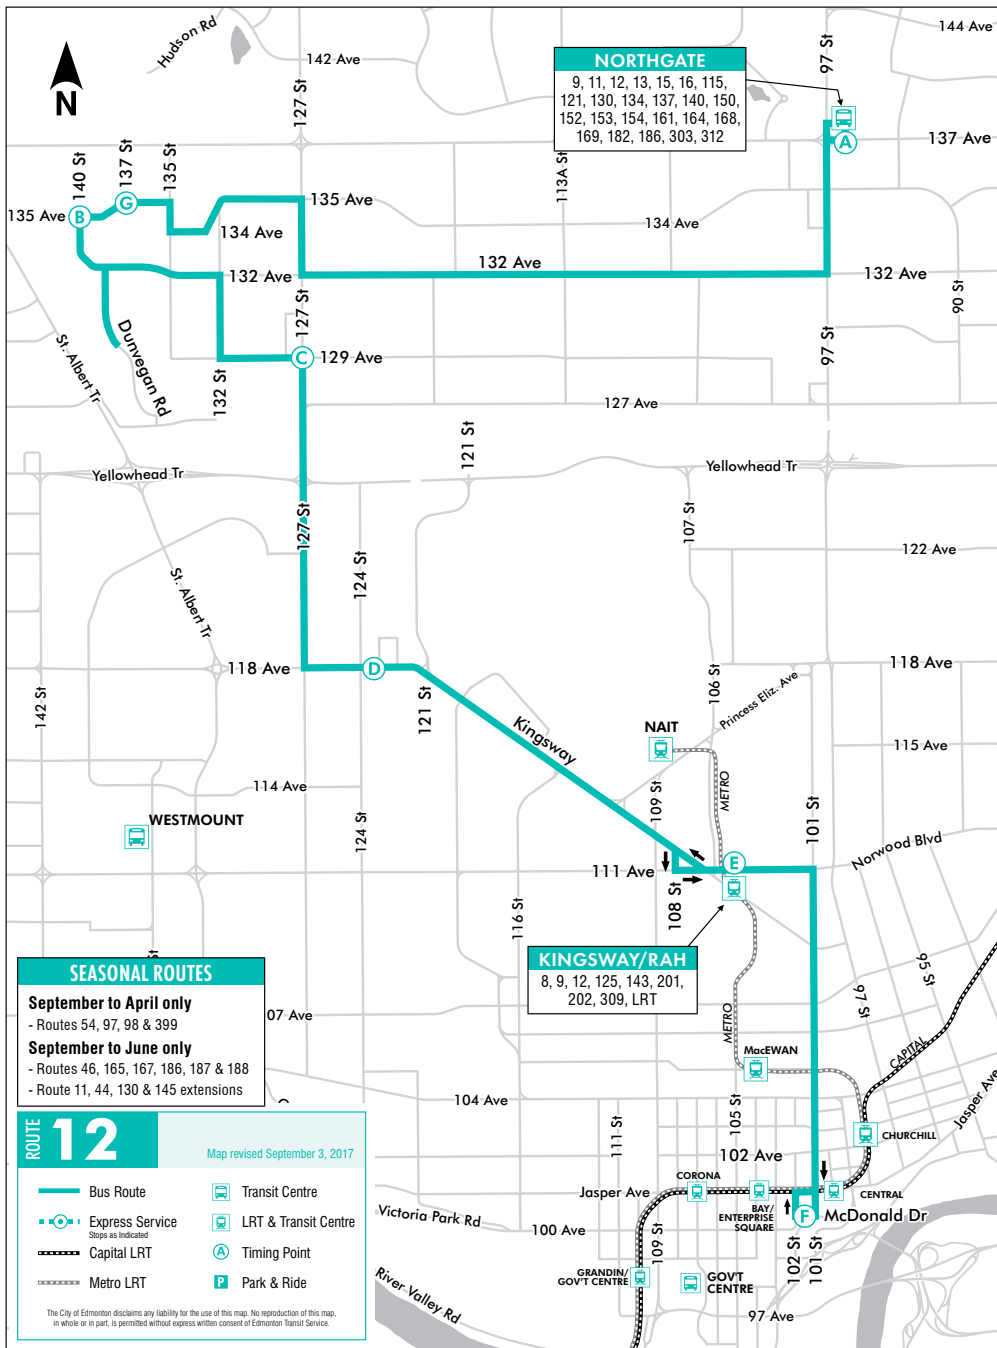 Hudson Rd
142 Ave
144 Ave
97 St
127 St
N
NORTHGATE
9, 11, 12, 13, 15, 16, 115,
121, 130, 134, 137, 140, 150,
152, 153, 154, 161, 164, 168,
169, 182, 186, 303, 312
A
137 Ave
140 St
137 St
135 St
113A St
135 Ave
B
G
135 Ave
134 Ave
134 Ave
132 Ave
132 Ave
132 Ave
127 St
90 St
97 St
Dunvegan Rd
St. Albert Tr
132 St
C
129 Ave
127 Ave
121 St
Yellowhead Tr
Yellowhead Tr
127 St
107 St
122 Ave
124 St
St. Albert Tr
118 Ave
D
118 Ave
142 St
121 St
106 St
Princess Eliz. Ave
Kingsway
NAIT
115 Ave
METRO
114 Ave
109 St
101 St
WESTMOUNT
124 St
Norwood Blvd
E
111 Ave
108 St
116 St
KINGSWAY/RAH
8, 9, 12, 125, 143, 201,
202, 309, LRT
95 St
97 St
SEASONAL ROUTES
September to April only
- Routes 54, 97, 98 & 399
September to June only
- Routes 46, 165, 167, 186, 187 & 188
- Route 11, 44, 130 & 145 extensions
St
07 Ave
METRO
CAPITAL
MacEWAN
Jasper Ave
104 Ave
105 St
111 St
CHURCHILL
102 Ave
CORONA
Jasper Ave
BAY/
ENTERPRISE
SQUARE
CENTRAL
F
McDonald Dr
Victoria Park Rd
100 Ave
109 St
102 St
101 St
GRANDIN/
GOV'T CENTRE
GOV'T
CENTRE
River Valley Rd
97 Ave
ROUTE
12
Map revised September 3, 2017
Bus Route
Transit Centre
Express Service
Stops as Indicated
LRT & Transit Centre
Capital LRT
A
Timing Point
Metro LRT
P
Park & Ride
The City of Edmonton disclaims any liability for the use of this map. No reproduction of this map,
in whole or in part, is permitted without express written consent of Edmonton Transit Service.